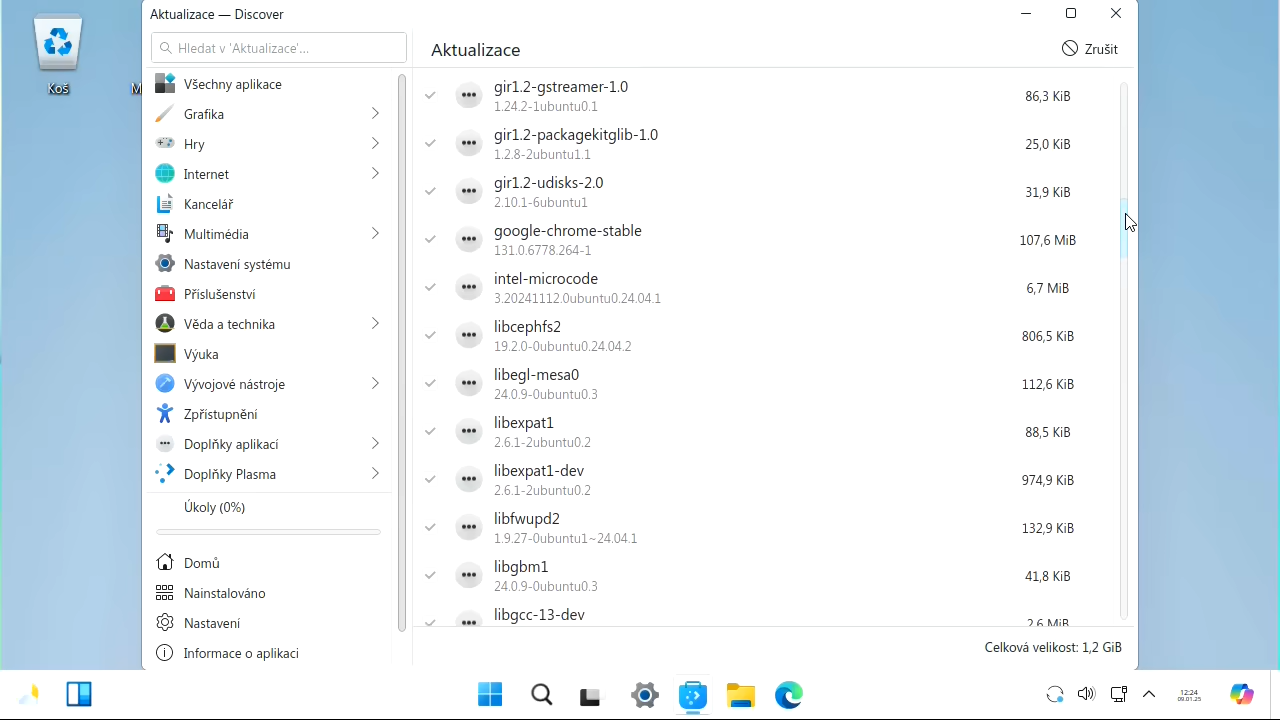 Aktualizace — Discover
Koš
M
Hledat v 'Aktualizace'...
Aktualizace
Zrušit
Všechny aplikace
Grafika
Hry
Internet
Kancelář
Multimédia
Nastavení systému
Příslušenství
Věda a technika
Výuka
Vývojové nástroje
Zpřístupnění
Doplňky aplikací
Doplňky Plasma
Úkoly (0%)
Domů
Nainstalováno
Nastavení
Informace o aplikaci
gir1.2-gstreamer-1.0
1.24.2-1ubuntu0.1
86,3 KiB
gir1.2-packagekitglib-1.0
1.2.8-2ubuntu1.1
25,0 KiB
gir1.2-udisks-2.0
2.10.1-6ubuntu1
31,9 KiB
google-chrome-stable
131.0.6778.264-1
107,6 MiB
intel-microcode
3.20241112.0ubuntu0.24.04.1
6,7 MiB
libcephfs2
19.2.0-0ubuntu0.24.04.2
806,5 KiB
libegl-mesa0
24.0.9-0ubuntu0.3
112,6 KiB
libexpat1
2.6.1-2ubuntu0.2
88,5 KiB
libexpat1-dev
2.6.1-2ubuntu0.2
974,9 KiB
libfwupd2
1.9.27-0ubuntu1~24.04.1
132,9 KiB
libgbm1
24.0.9-0ubuntu0.3
41,8 KiB
libgcc-13-dev
2,6 MiB
Celková velikost: 1,2 GiB
12:24
09.01.25